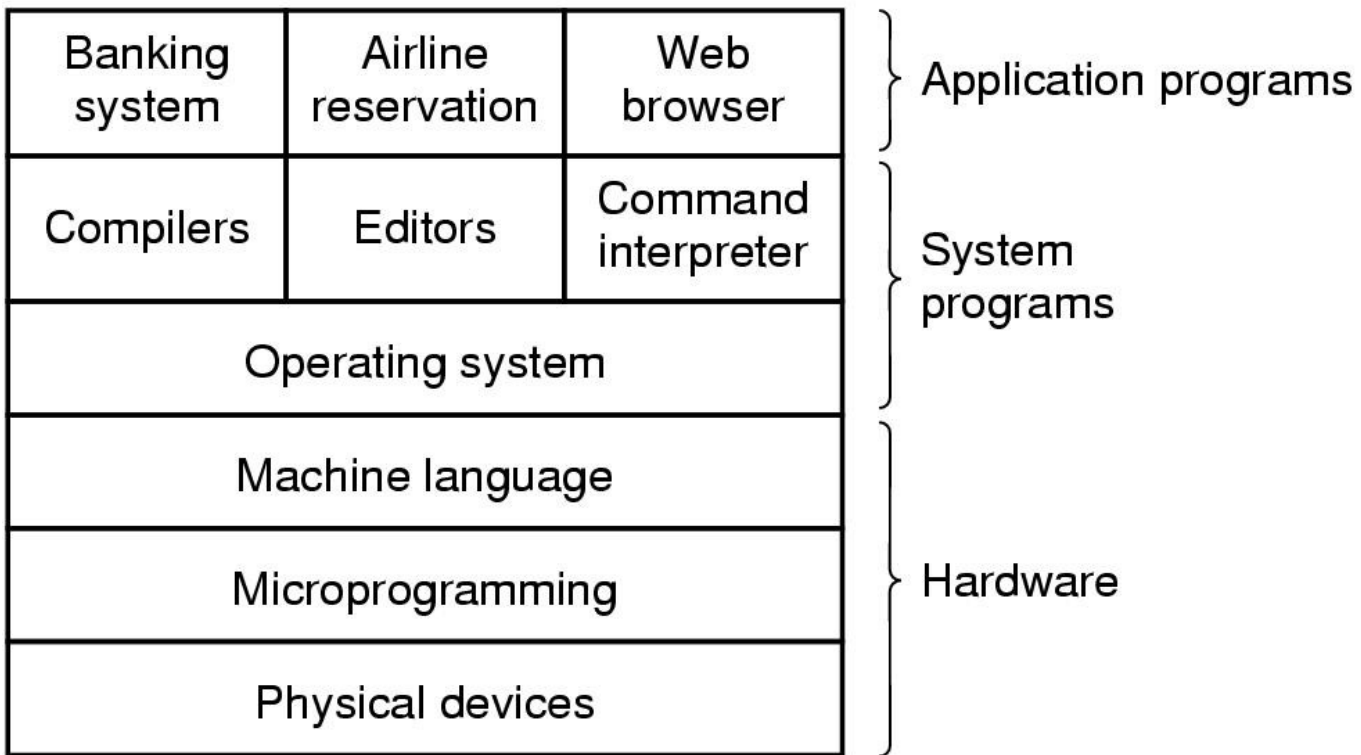 Banking
system
Airline
reservation
Web
browser
Application programs
Compilers
Editors
Command
interpreter
System
programs
Operating system
Machine language
Microprogramming
Hardware
Physical devices